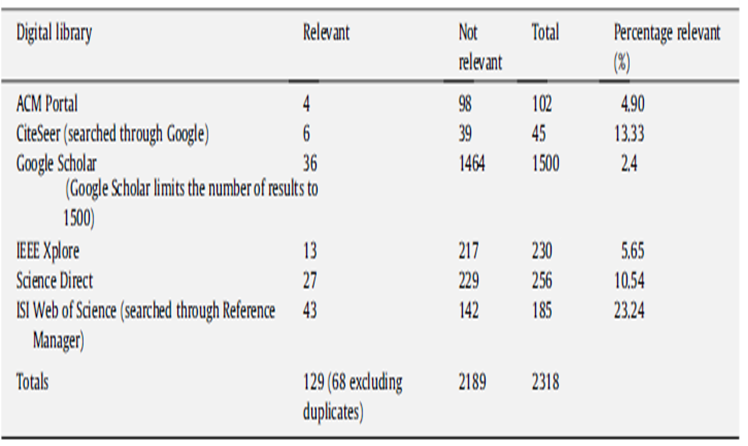 Digital library Relevant Not relevant Total Percentage relevant (%)
ACM Portal 4 98 102 4.90
CiteSeer (searched through Google) 6 39 45 13.33
Google Scholar 36 1464 1500 2.4
(Google Scholar limits the number of results to
1500)
IEEE Xplore 13 217 230 5.65
Science Direct 27 229 256 10.54
ISI Web of Science (searched through Reference 43 142 185 23.24
Manager)
Totals 129 (68 excluding 2189 2318
duplicates)